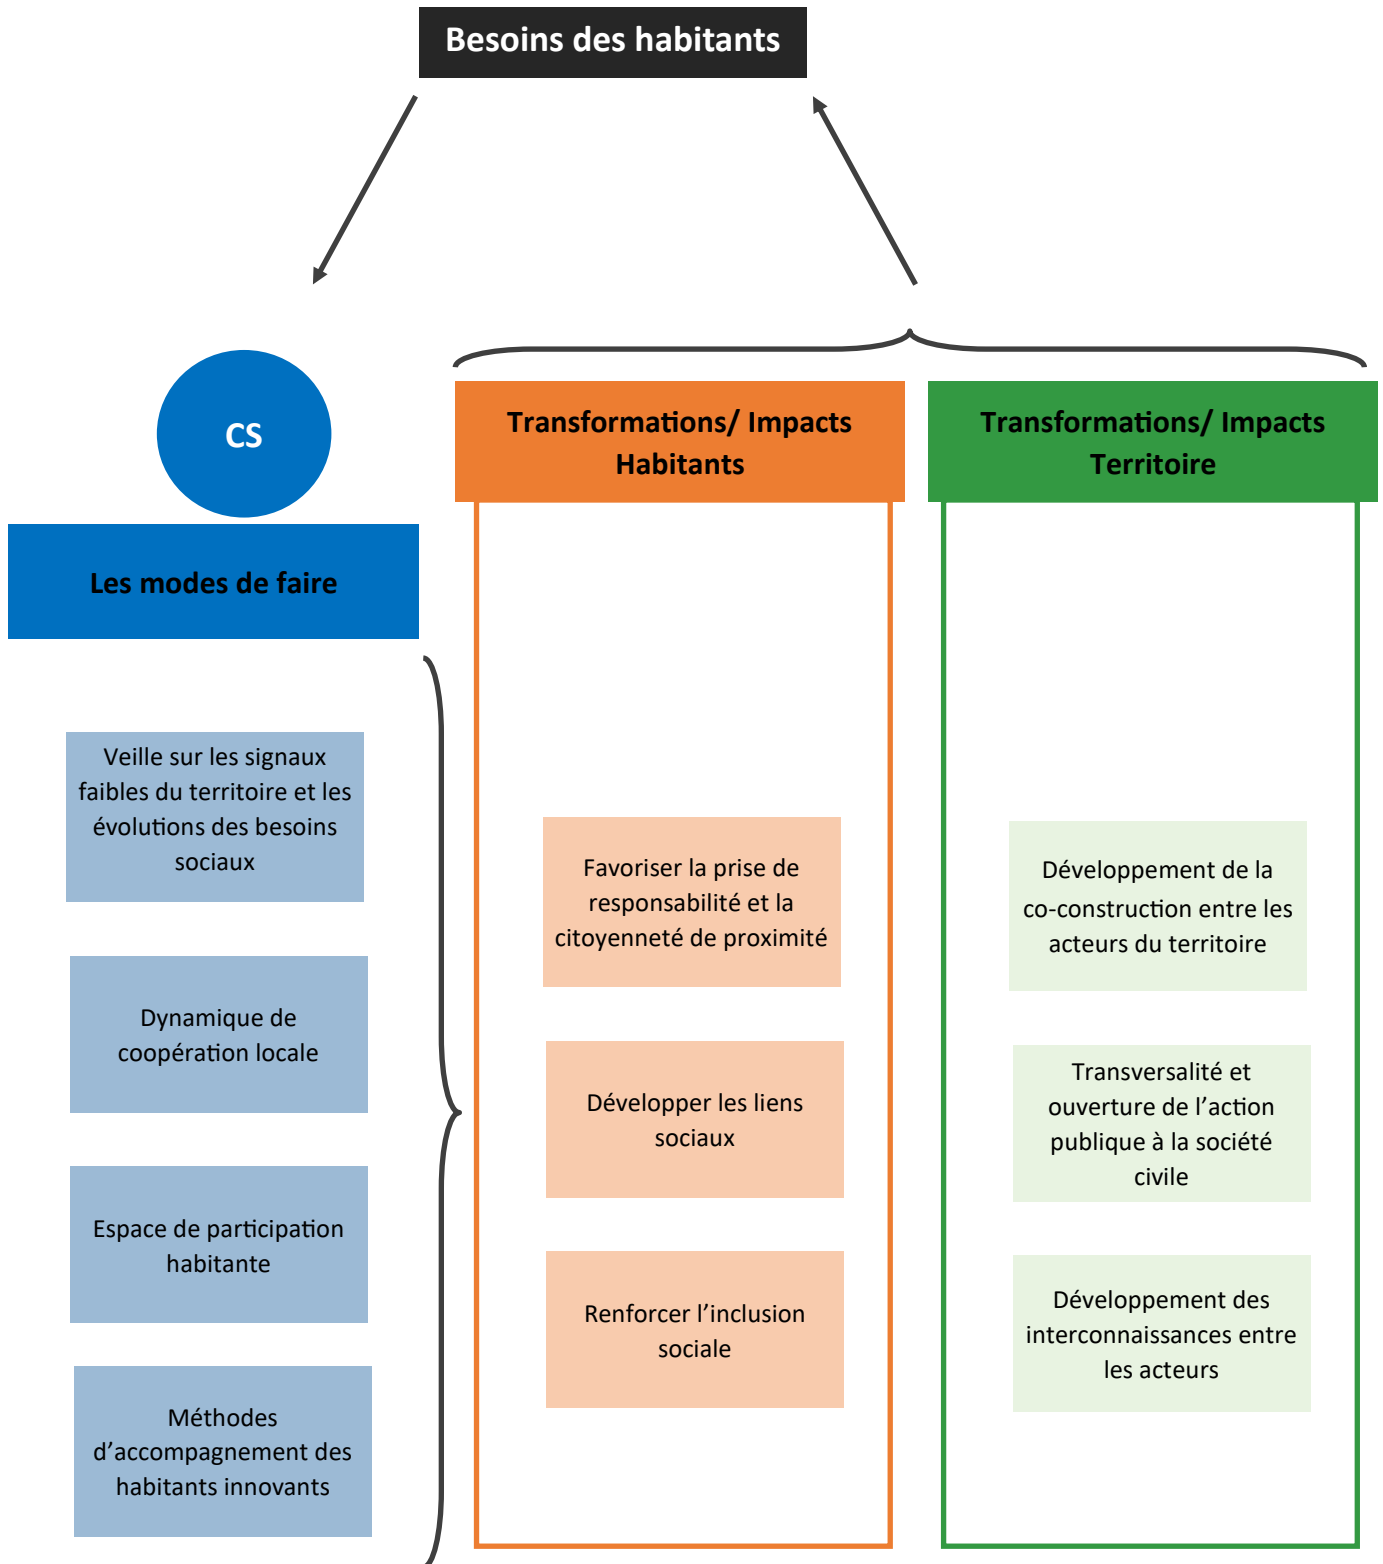 Besoins des habitants
CS
Les modes de faire
Veille sur les signaux
faibles du territoire et les
évolutions des besoins
sociaux
Dynamique de
coopération locale
Espace de participation
habitante
Méthodes
d’accompagnement des
habitants innovants
Transformations/ Impacts
Habitants
Favoriser la prise de
responsabilité et la
citoyenneté de proximité
Développer les liens
sociaux
Renforcer l’inclusion
sociale
Transformations/ Impacts
Territoire
Développement de la
co-construction entre les
acteurs du territoire
Transversalité et
ouverture de l’action
publique à la société
civile
Développement des
interconnaissances entre
les acteurs